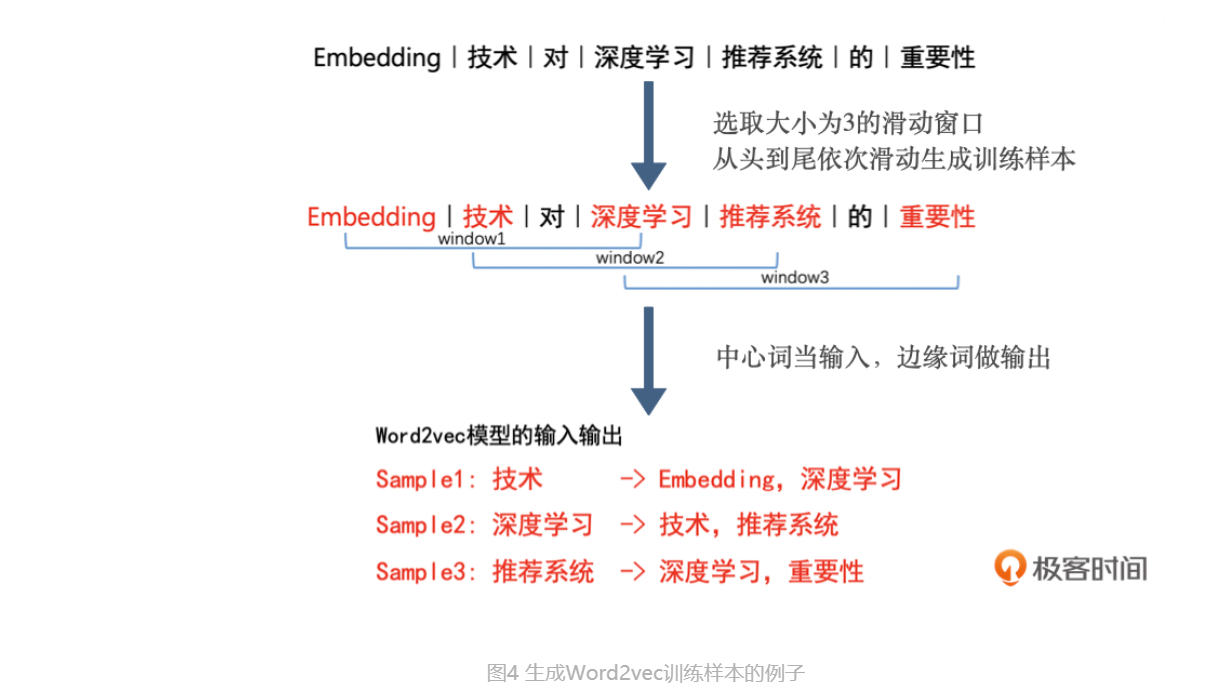 Embedding | 技术 | 对 | 深度学习 | 推荐系统 | 的 | 重要性
选取大小为3的滑动窗口
从头到尾依次滑动生成训练样本
Embedding | 技术 | 对 | 深度学习 | 推荐系统 | 的 | 重要性
window1
window2
window3
中心词当输入，边缘词做输出
Word2vec模型的输入输出
Sample1: 技术 -> Embedding, 深度学习
Sample2: 深度学习 -> 技术, 推荐系统
Sample3: 推荐系统 -> 深度学习, 重要性
极客时间
图4 生成Word2vec训练样本的例子